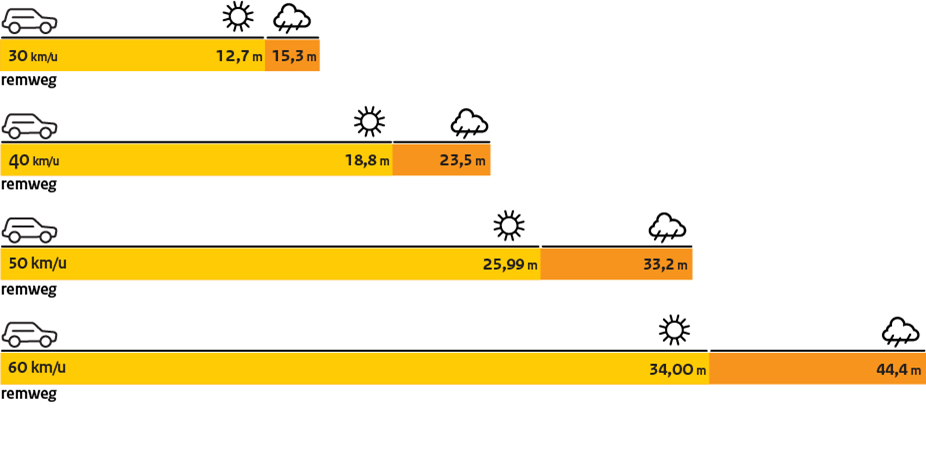 30 km/u 12,7 m 15,3 m
remweg
40 km/u 18,8 m 23,5 m
remweg
50 km/u 25,99 m 33,2 m
remweg
60 km/u 34,00 m 44,4 m
remweg